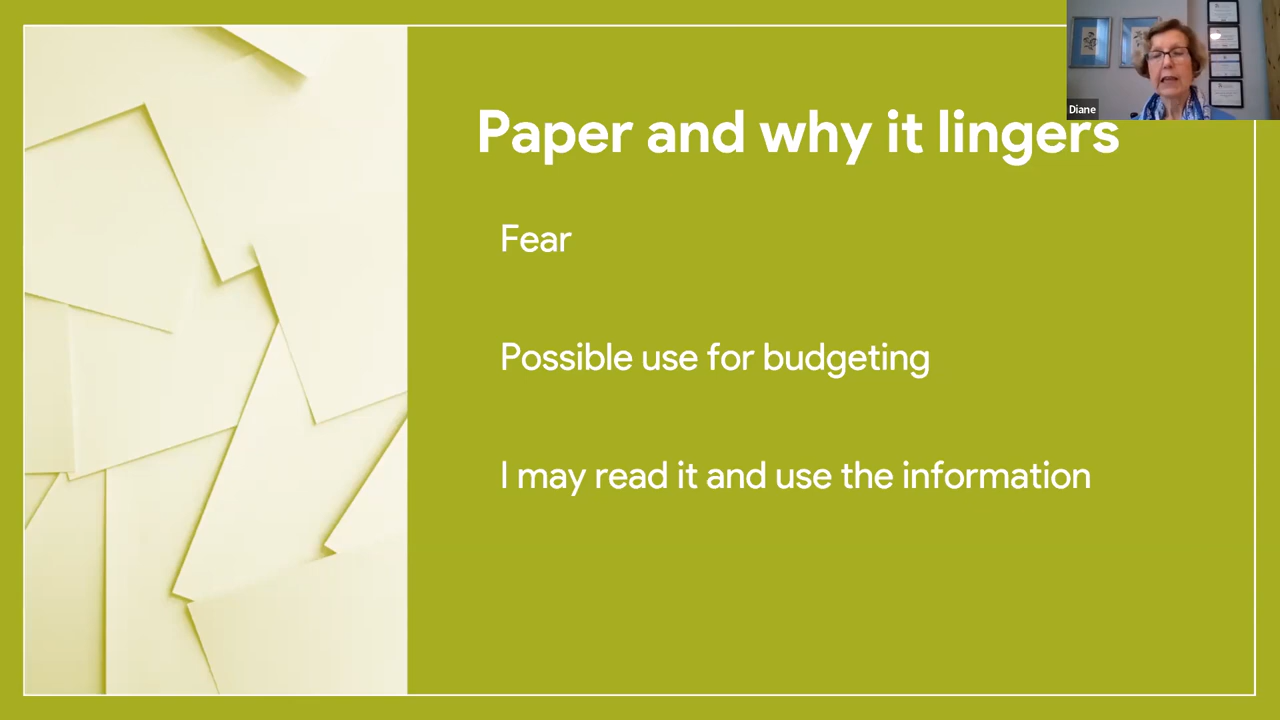 Paper and why it lingers
Diane
Fear
Possible use for budgeting
I may read it and use the information